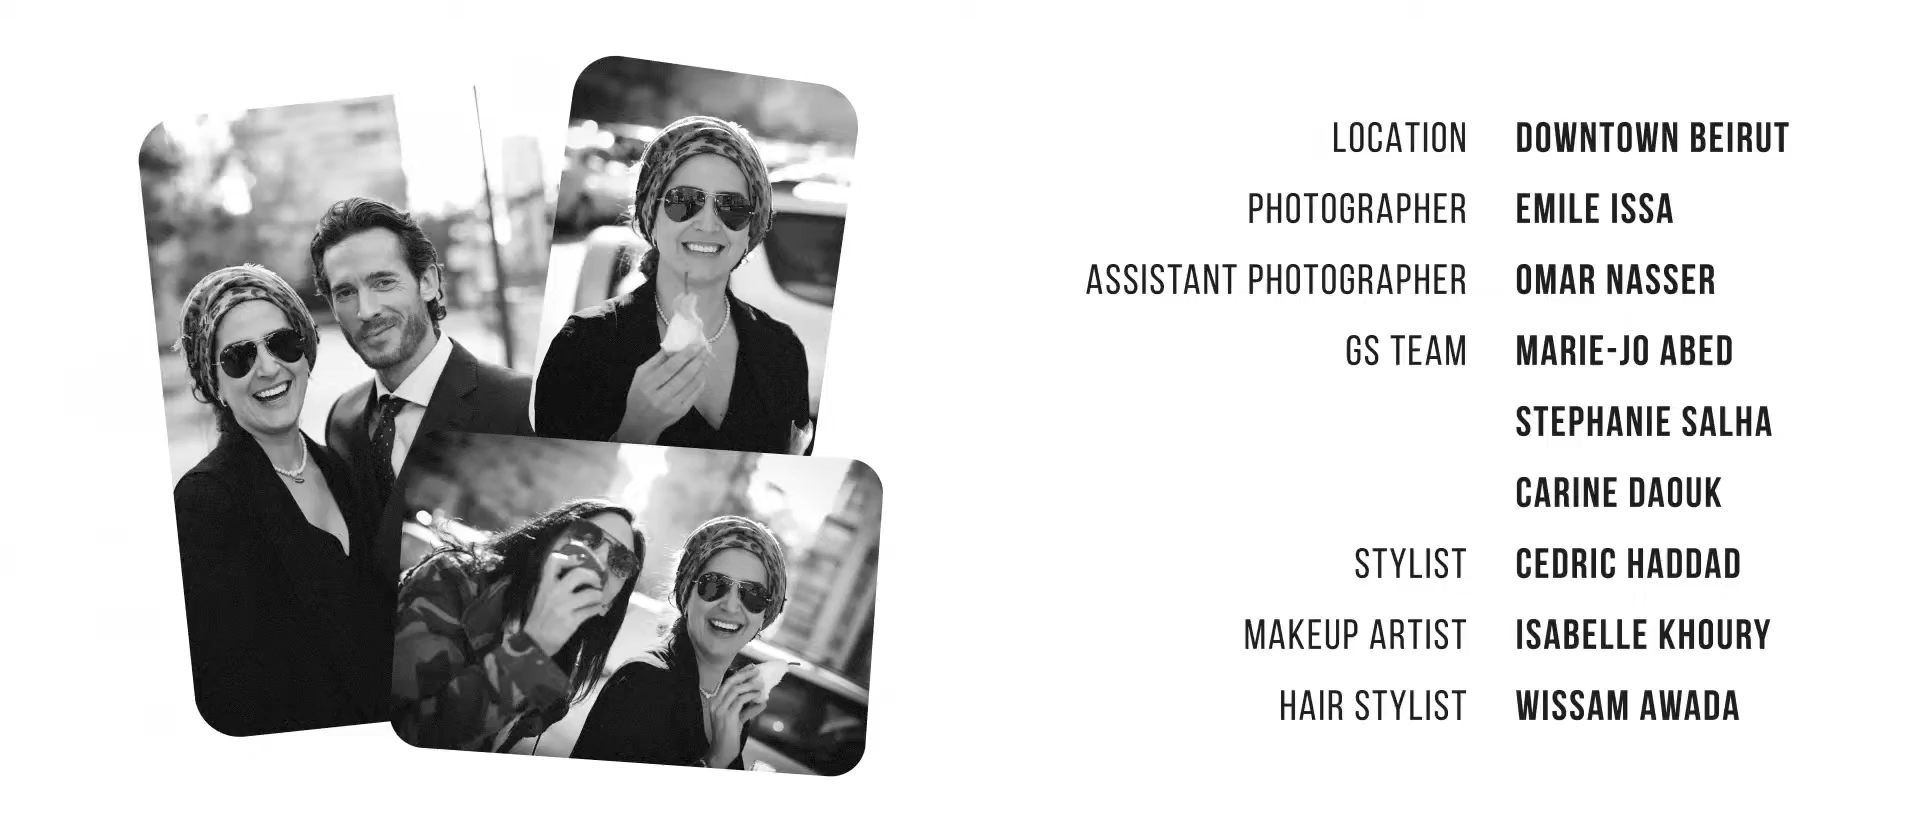 LOCATION DOWNTOWN BEIRUT
PHOTOGRAPHER EMILE ISSA
ASSISTANT PHOTOGRAPHER OMAR NASSER
GS TEAM MARIE-JO ABED
STEPHANIE SALHA
CARINE DAOUK
STYLIST CEDRIC HADDAD
MAKEUP ARTIST ISABELLE KHOURY
HAIR STYLIST WISSAM AWADA